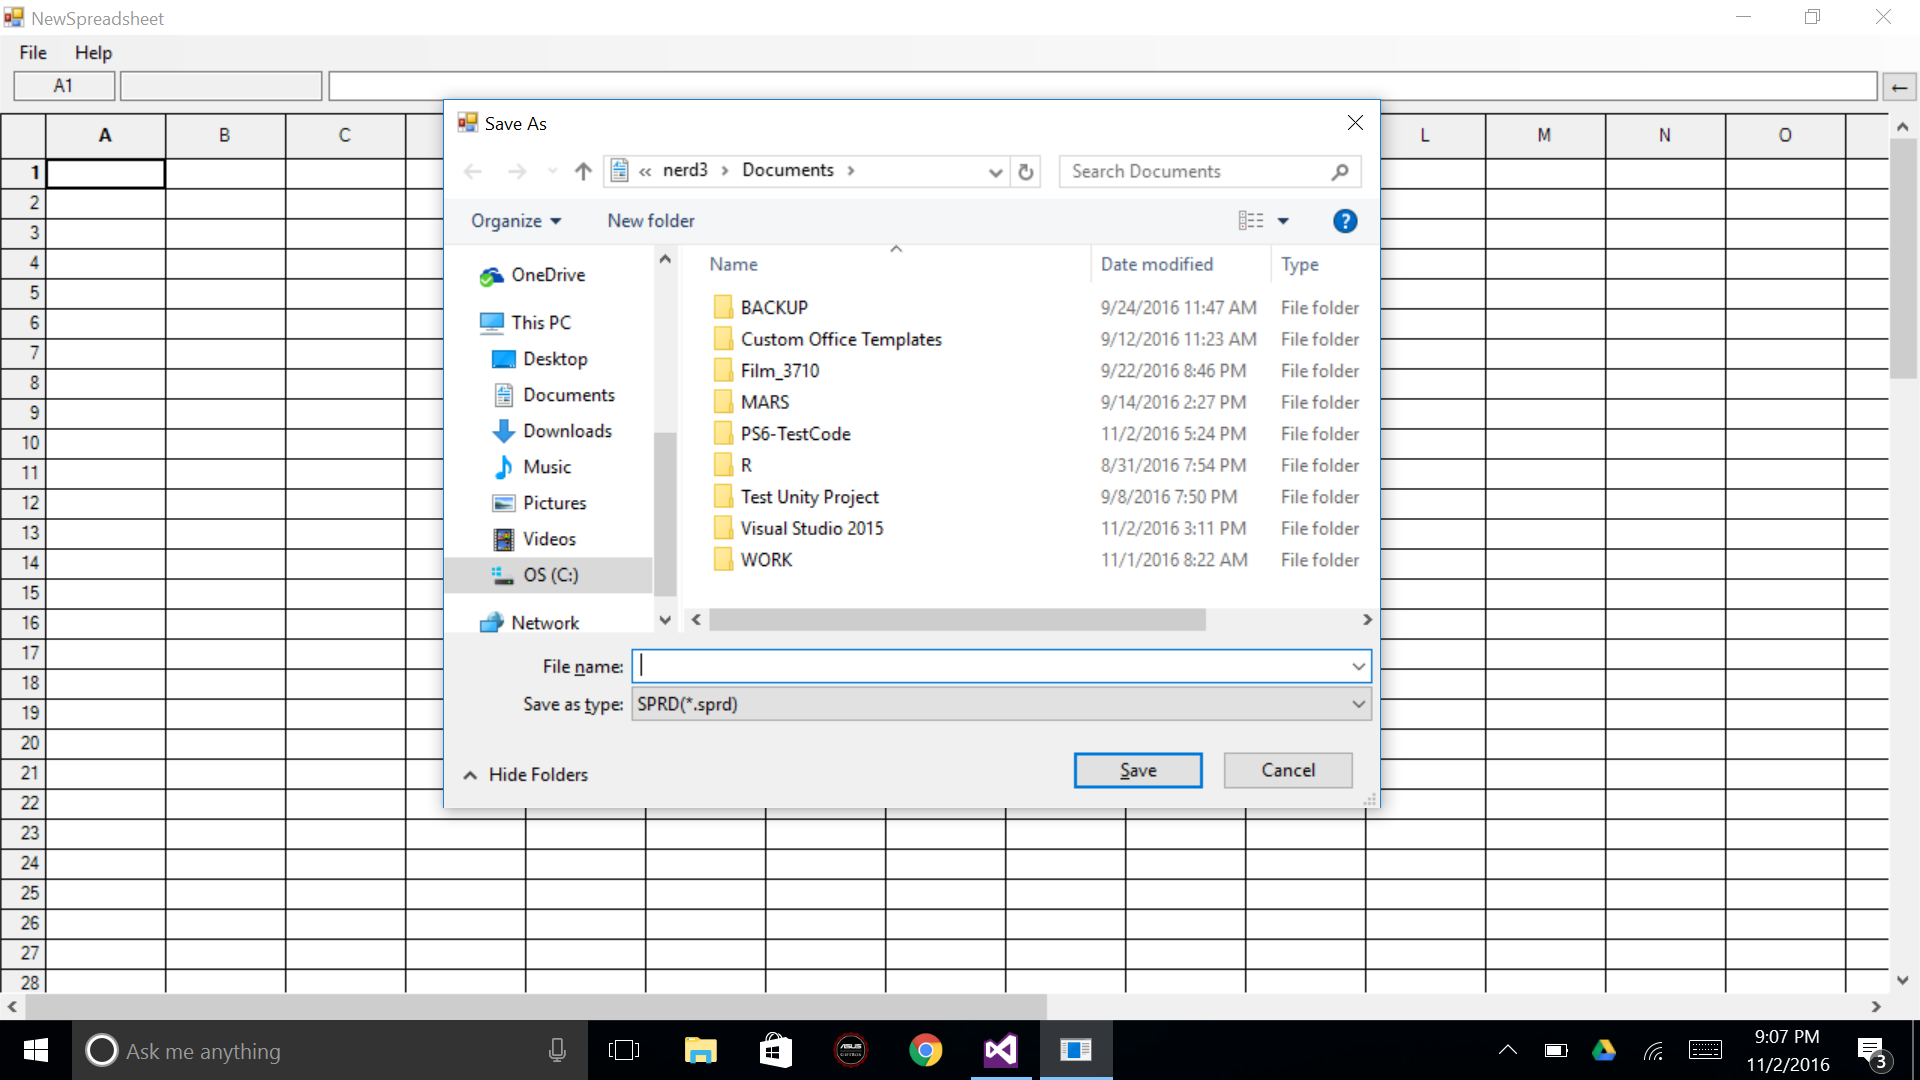 NewSpreadsheet
File Help
A1
A B C L M N O
Save As
« nerd3 > Documents >
Search Documents
Organize New folder
OneDrive
This PC
Desktop
Documents
Downloads
Music
Pictures
Videos
OS (C:)
Network
Name Date modified Type
BACKUP 9/24/2016 11:47 AM File folder
Custom Office Templates 9/12/2016 11:23 AM File folder
Film_3710 9/22/2016 8:46 PM File folder
MARS 9/14/2016 2:27 PM File folder
PS6-TestCode 11/2/2016 5:24 PM File folder
R 8/31/2016 7:54 PM File folder
Test Unity Project 9/8/2016 7:50 PM File folder
Visual Studio 2015 11/2/2016 3:11 PM File folder
WORK 11/1/2016 8:22 AM File folder
File name:
Save as type: SPRD(*.sprd)
Hide Folders
Save Cancel
1
2
3
4
5
6
7
8
9
10
11
12
13
14
15
16
17
18
19
20
21
22
23
24
25
26
27
28
Ask me anything
ASUS
9:07 PM
11/2/2016
3